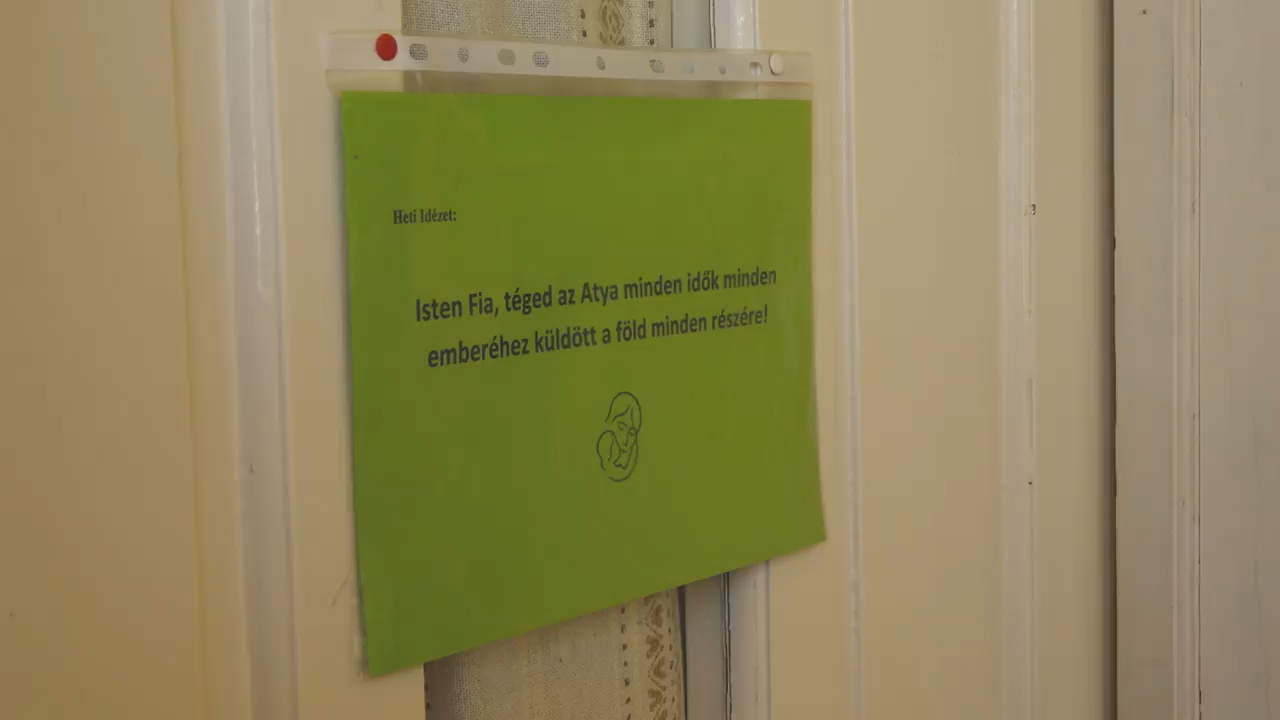 Heti Idézet:
Isten Fia, téged az Atya minden idők minden
emberéhez küldött a föld minden részére!